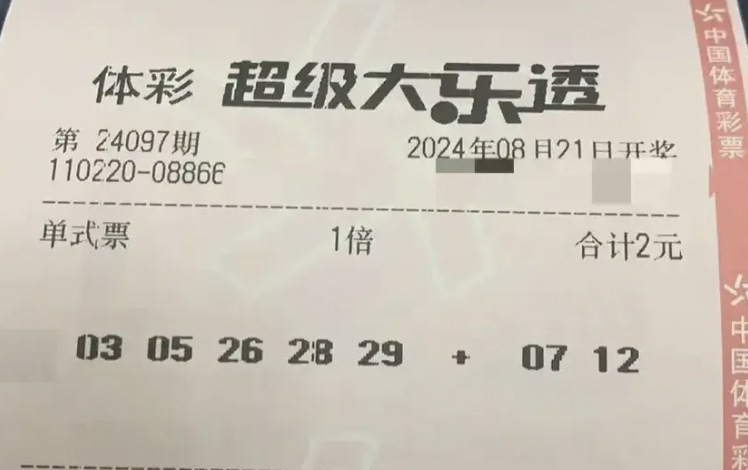 体彩 超级大乐透
第 24097期
2024年08月21日开奖
110220-08866
单式票 1倍 合计2元
03 05 26 28 29 + 07 12
中国体育彩票
中国体育彩